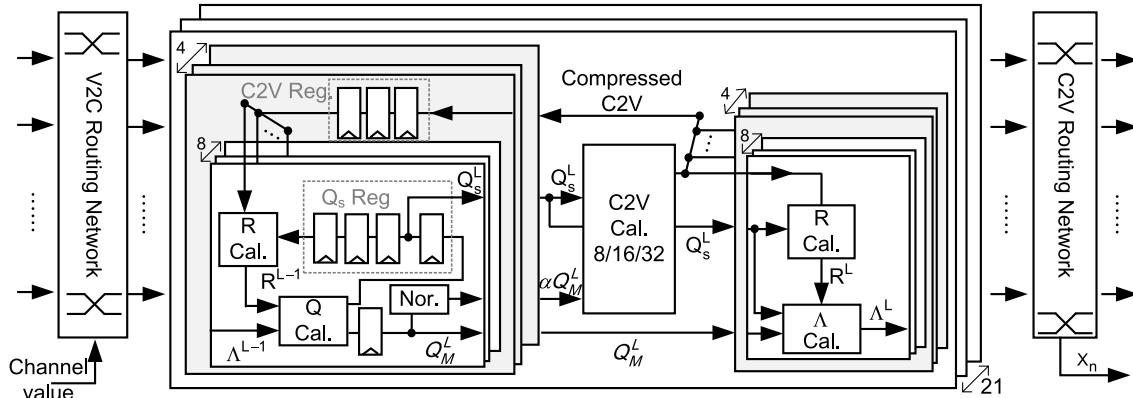 V2C Routing Network
Channel
value
4
C2V Reg.
8
Q_s Reg
Q_s^L
R
Cal.
R^{L–1}
Q
Cal.
Nor.
Λ^{L–1}
Q_M^L
Compressed
C2V
Q_s^L
C2V
Cal.
8/16/32
Q_s^L
αQ_M^L
Q_M^L
4
8
R
Cal.
R^L
Λ
Cal.
Λ^L
21
C2V Routing Network
X_n